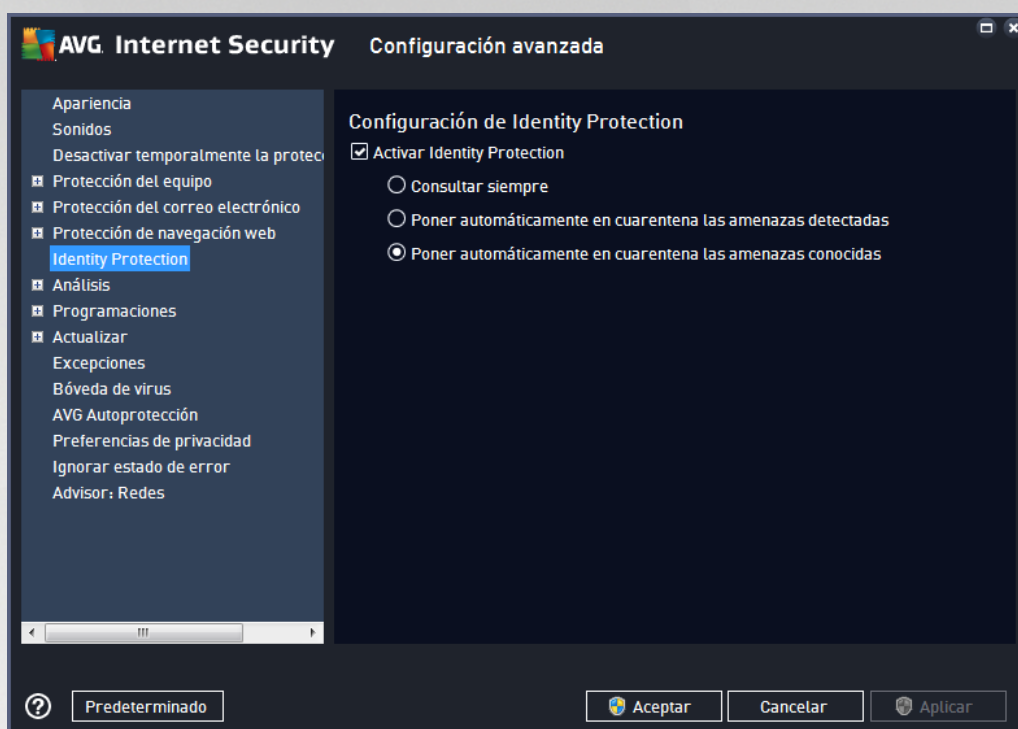 AVG. Internet Security Configuración avanzada
Apariencia
Sonidos
Desactivar temporalmente la protec
Protección del equipo
Protección del correo electrónico
Protección de navegación web
Identity Protection
Análisis
Programaciones
Actualizar
Excepciones
Bóveda de virus
AVG Autoprotección
Preferencias de privacidad
Ignorar estado de error
Advisor: Redes
Configuración de Identity Protection
Activar Identity Protection
Consultar siempre
Poner automáticamente en cuarentena las amenazas detectadas
Poner automáticamente en cuarentena las amenazas conocidas
? Predeterminado Aceptar Cancelar Aplicar